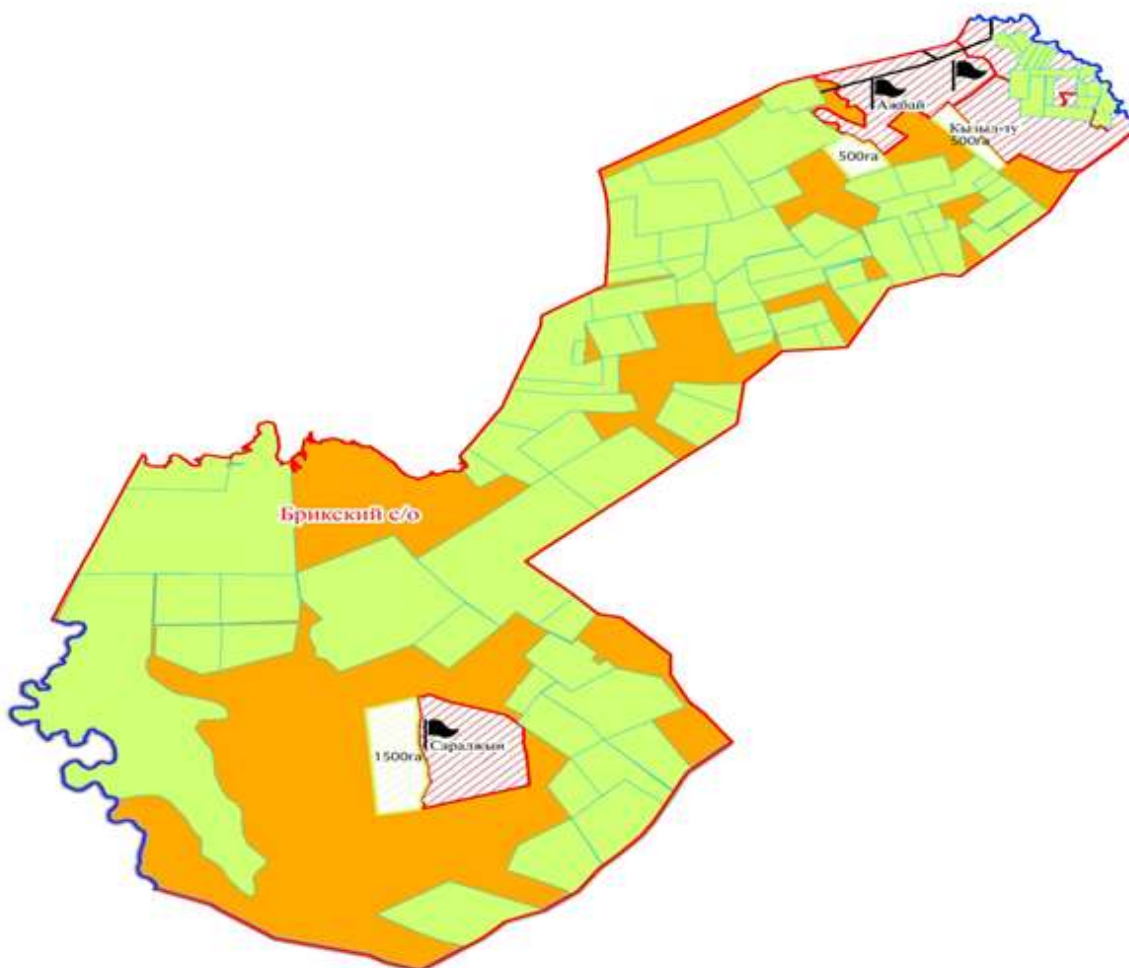 Ажбай
Кызыл-ту
500га
500га
Брикский с/о
Саралжын
1500га